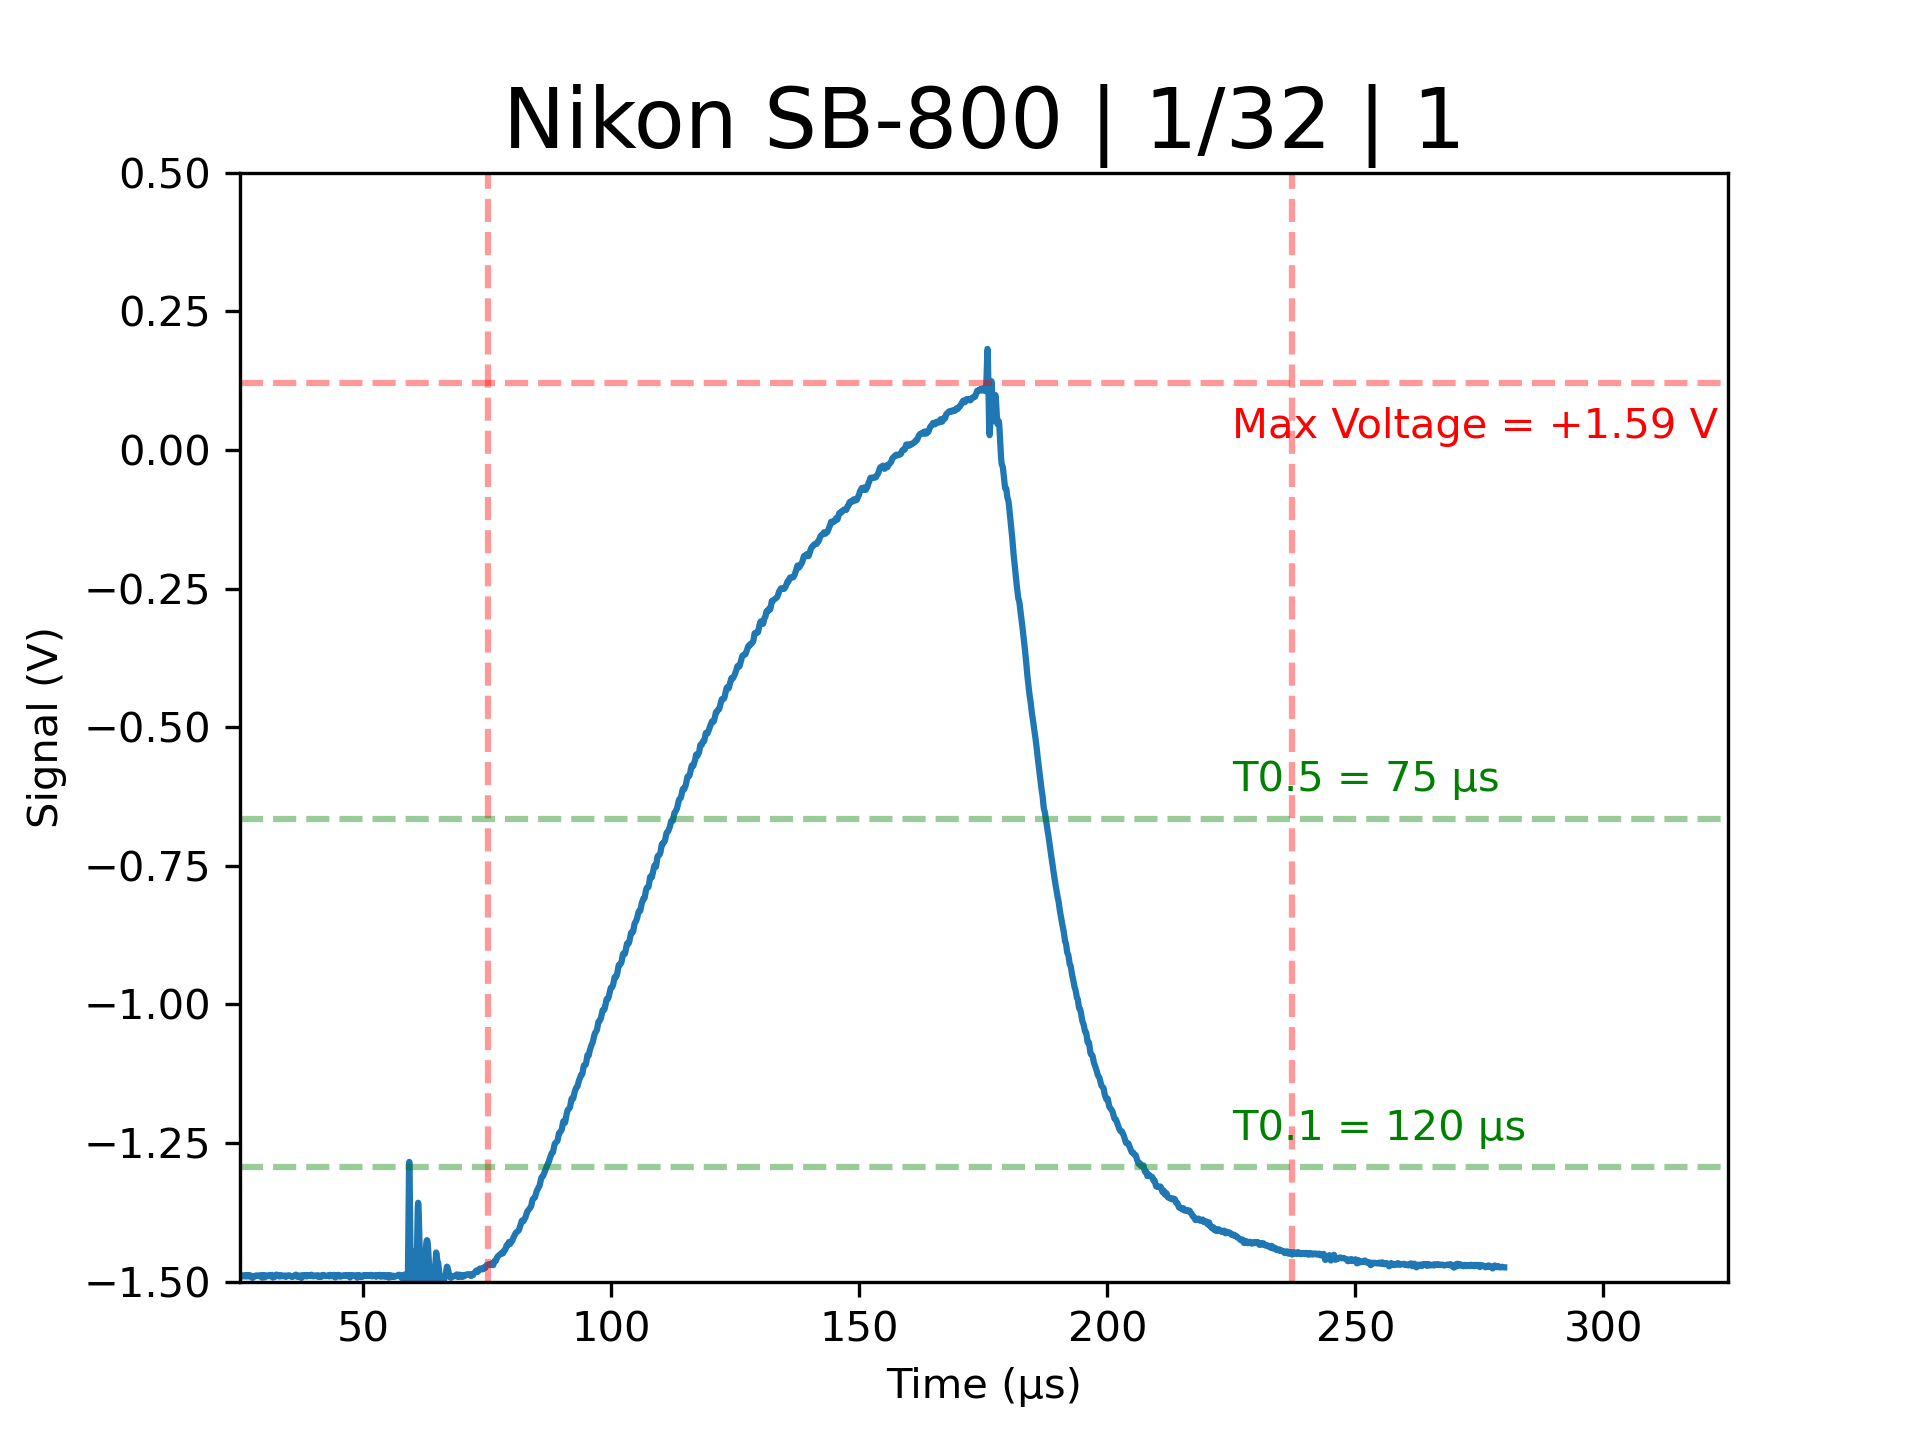 Nikon SB-800 | 1/32 | 1
0.50
0.25
0.00
−0.25
−0.50
−0.75
−1.00
−1.25
−1.50
Signal (V)
Max Voltage = +1.59 V
T0.5 = 75 µs
T0.1 = 120 µs
50 100 150 200 250 300
Time (µs)